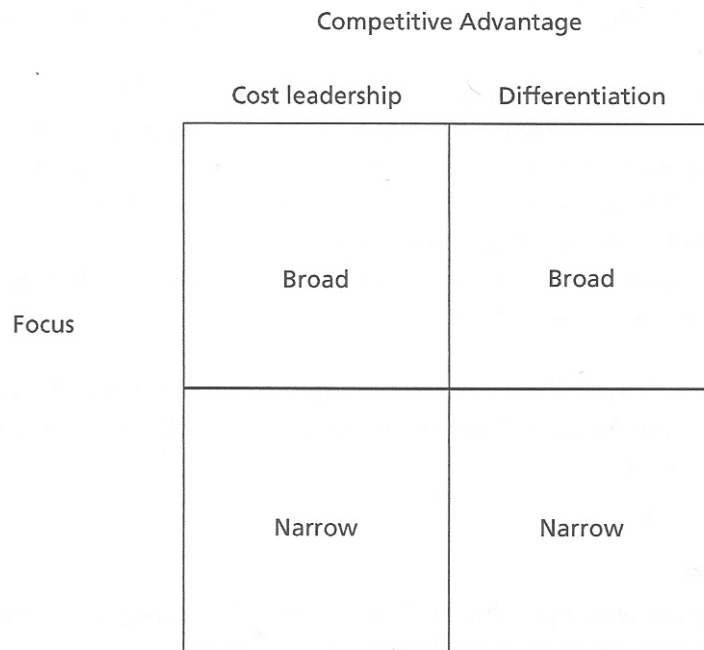 Competitive Advantage
Cost leadership Differentiation
Broad Broad
Focus
Narrow Narrow